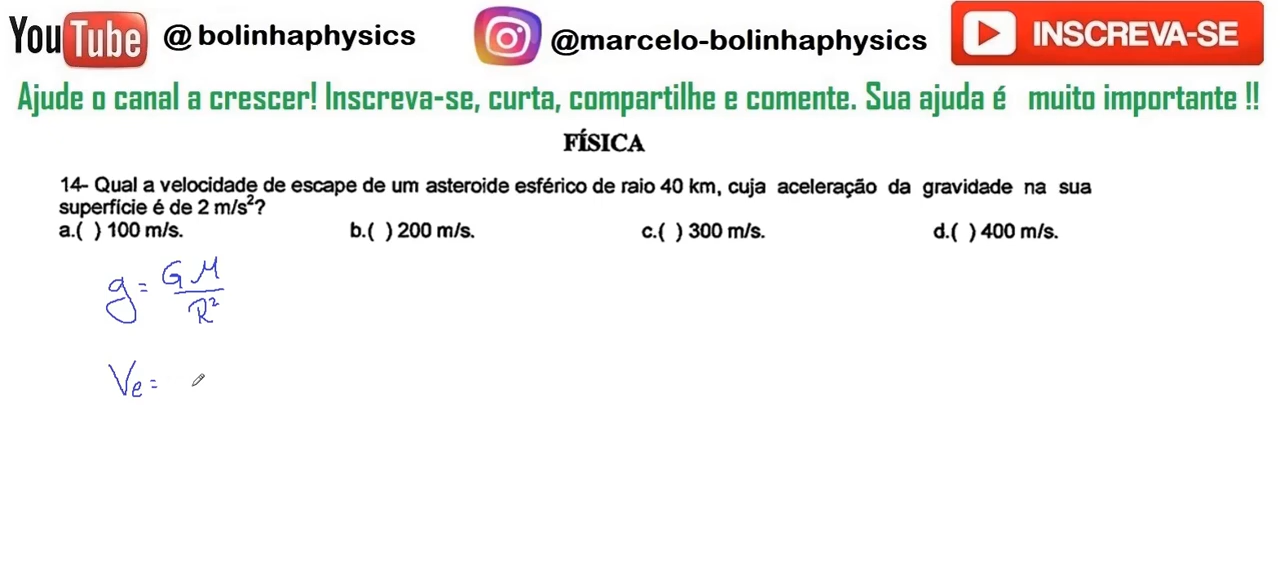 YouTube @bolinhaphysics @marcelo-bolinhaphysics INSCREVA-SE
Ajude o canal a crescer! Inscreva-se, curta, compartilhe e comente. Sua ajuda é muito importante !!
FÍSICA
14- Qual a velocidade de escape de um asteroide esférico de raio 40 km, cuja aceleração da gravidade na sua
superfície é de 2 m/s²?
a.( ) 100 m/s. b.( ) 200 m/s. c.( ) 300 m/s. d.( ) 400 m/s.
g = GM/R²
Ve =